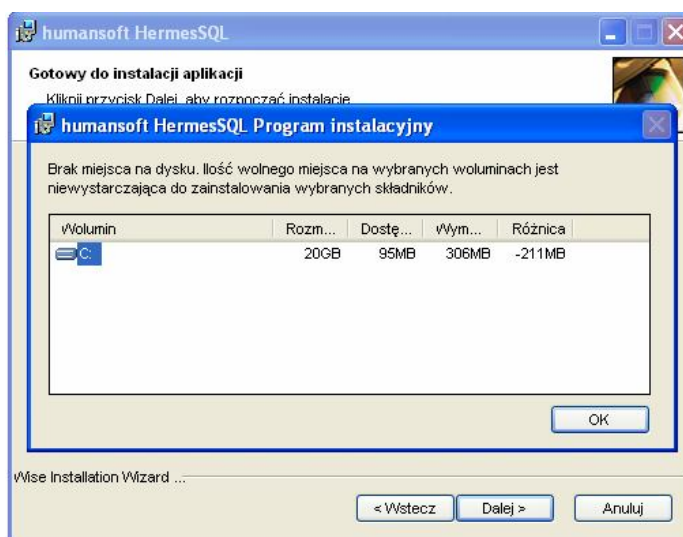 humansoft HermesSQL
Gotowy do instalacji aplikacji
Kliknij przycisk Dalej, aby rozpocząć instalację
humansoft HermesSQL Program instalacyjny
Brak miejsca na dysku. Ilość wolnego miejsca na wybranych woluminach jest
niewystarczająca do zainstalowania wybranych składników.
Wolumin Rozm... Dostę... Wym... Różnica
C: 20GB 95MB 306MB -211MB
OK
Wise Installation Wizard ...
< Wstecz Dalej > Anuluj